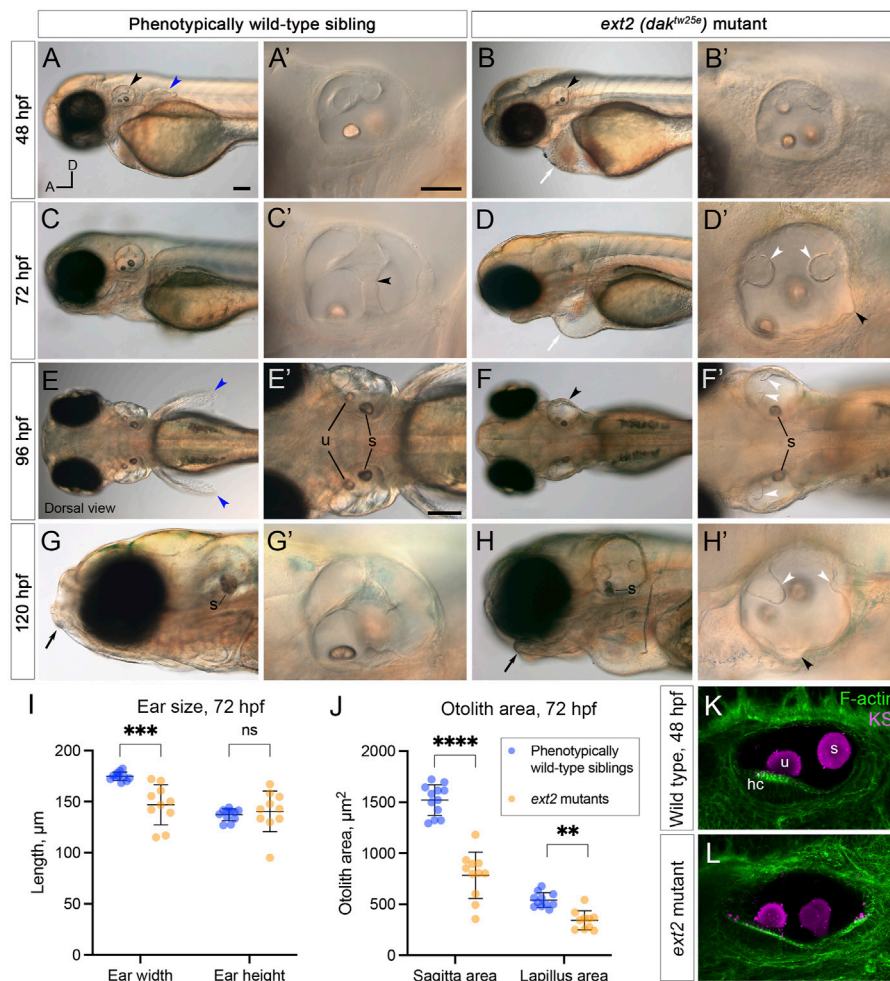 Phenotypically wild-type sibling
ext2 (dak^tw25e) mutant
48 hpf
A
A'
B
B'
D
A
72 hpf
C
C'
D
D'
96 hpf
E
E'
F
F'
u
s
s
Dorsal view
120 hpf
G
G'
H
H'
s
s
I
Ear size, 72 hpf
***
ns
Length, µm
200
150
100
50
0
Ear width
Ear height
J
Otolith area, 72 hpf
****
**
Phenotypically
wild-type siblings
ext2 mutants
Otolith area, µm²
2000
1500
1000
500
0
Sagitta area
Lapillus area
Wild type, 48 hpf
K
F-actin
KS
u
s
hc
ext2 mutant
L